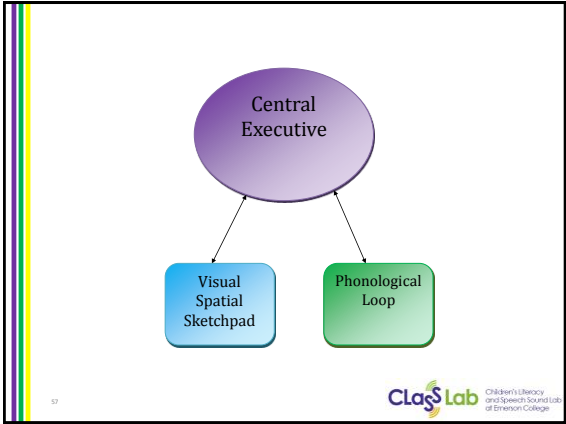 Central
Executive
Visual
Spatial
Sketchpad
Phonological
Loop
57
ClaSS Lab
Children's Literacy
and Speech Sound Lab
at Emerson College